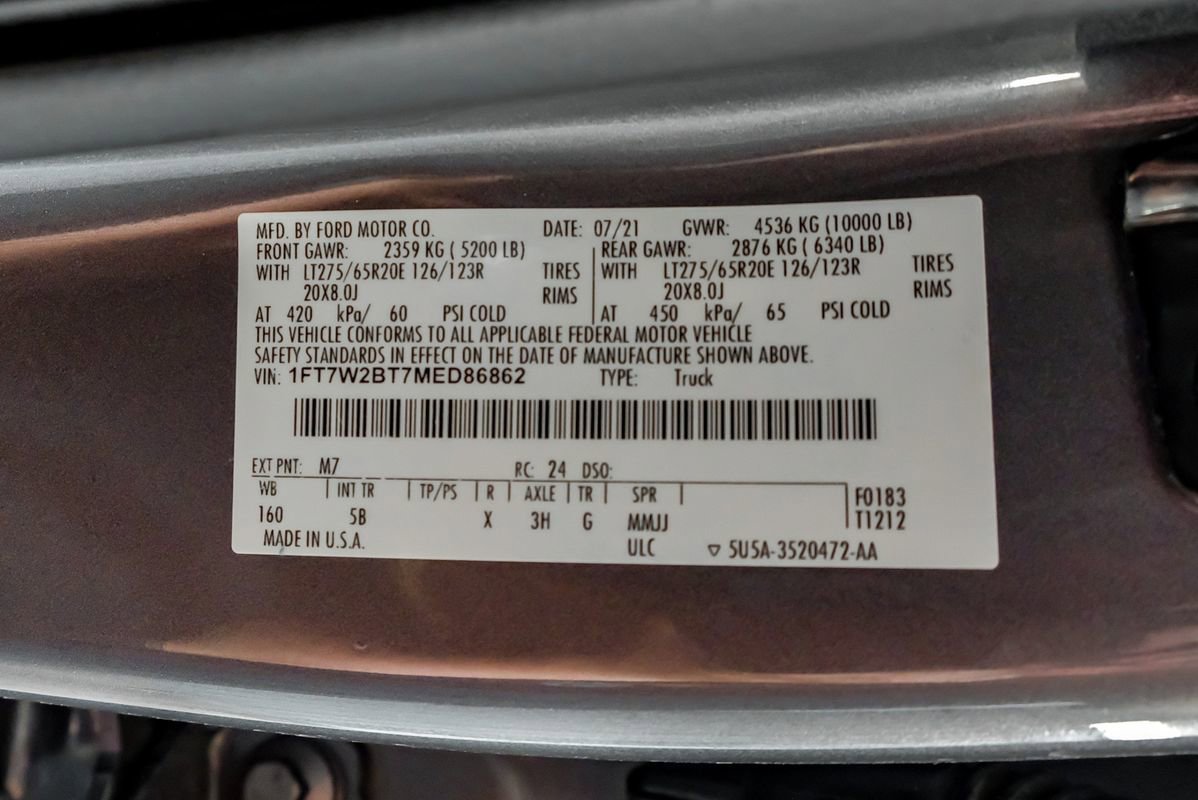 MFD. BY FORD MOTOR CO. DATE: 07/21 GVWR: 4536 KG (10000 LB)
FRONT GAWR: 2359 KG ( 5200 LB) REAR GAWR: 2876 KG ( 6340 LB)
WITH LT275/65R20E 126/123R TIRES WITH LT275/65R20E 126/123R TIRES
20X8.0J RIMS 20X8.0J RIMS
AT 420 kPa/ 60 PSI COLD AT 450 kPa/ 65 PSI COLD
THIS VEHICLE CONFORMS TO ALL APPLICABLE FEDERAL MOTOR VEHICLE
SAFETY STANDARDS IN EFFECT ON THE DATE OF MANUFACTURE SHOWN ABOVE.
VIN: 1FT7W2BT7MED86862 TYPE: Truck
EXT PNT: M7 RC: 24 DSO:
WB INT TR TP/PS R AXLE TR SPR F0183
160 5B X 3H G MMJJ T1212
MADE IN U.S.A. ULC ▽ 5U5A-3520472-AA